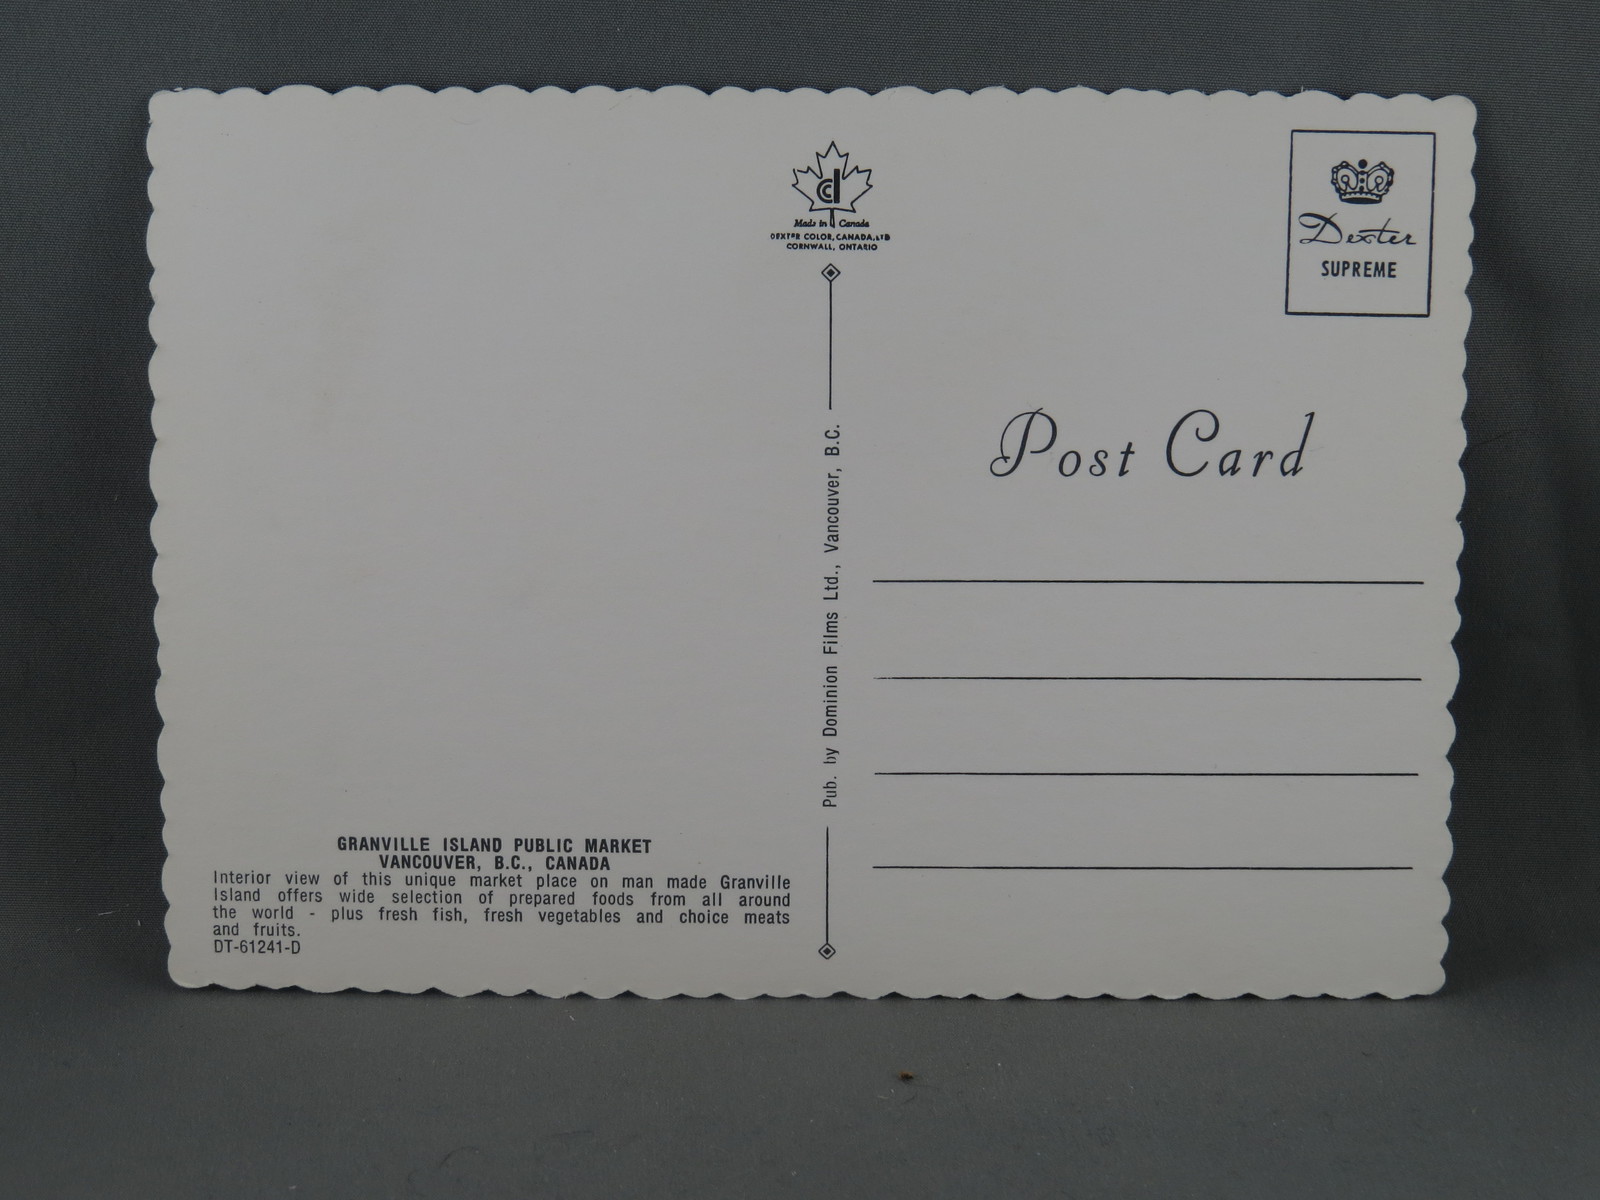 cd
Made in Canada
DEXTER COLOR, CANADA, LTD
CORNWALL, ONTARIO
Dexter
SUPREME
Post Card
Pub. by Dominion Films Ltd., Vancouver, B.C.
GRANVILLE ISLAND PUBLIC MARKET
VANCOUVER, B.C., CANADA
Interior view of this unique market place on man made Granville
Island offers wide selection of prepared foods from all around
the world - plus fresh fish, fresh vegetables and choice meats
and fruits.
DT-61241-D